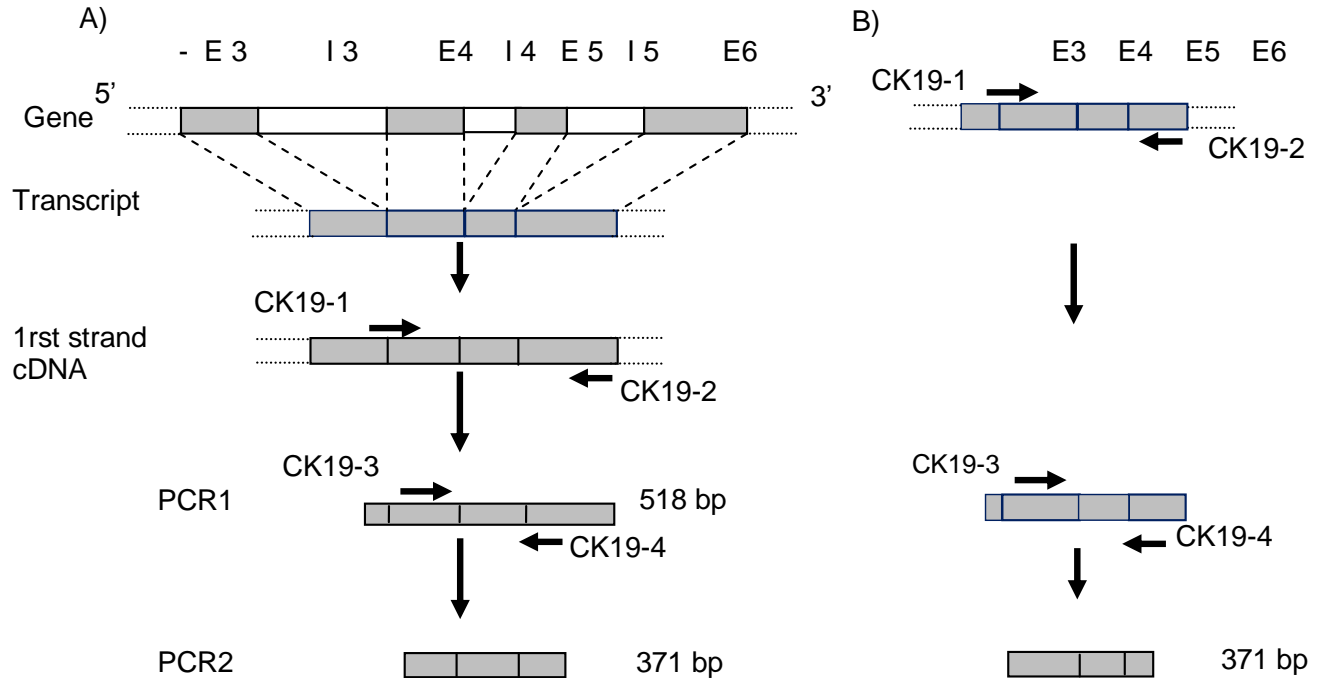 A)
- E 3 I 3 E4 I 4 E 5 I 5 E6
5’ 3’
Gene
Transcript
CK19-1
1rst strand
cDNA
CK19-2
CK19-3
PCR1 518 bp
CK19-4
PCR2 371 bp
B)
E3 E4 E5 E6
CK19-1
CK19-2
CK19-3
CK19-4
371 bp